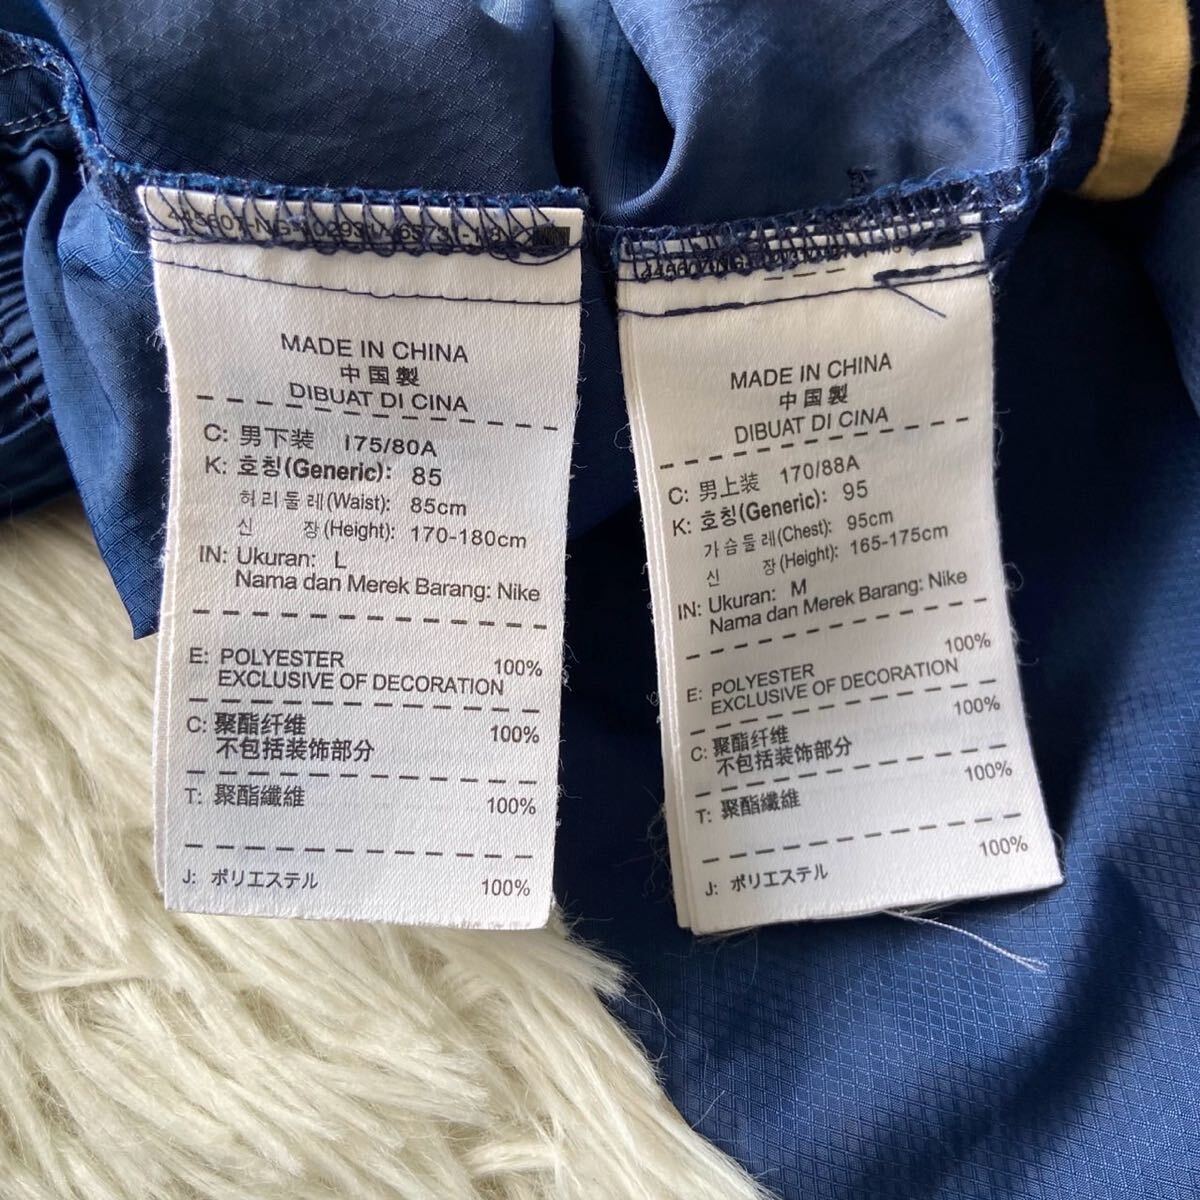 MADE IN CHINA
中国製
DIBUAT DI CINA
C: 男下装 175/80A
K: 호칭(Generic): 85
허리둘레(Waist): 85cm
신 장(Height): 170-180cm
IN: Ukuran: L
Nama dan Merek Barang: Nike
E: POLYESTER 100%
EXCLUSIVE OF DECORATION
C: 聚酯纤维 100%
不包括装饰部分
T: 聚酯纖維 100%
J: ポリエステル 100%
MADE IN CHINA
中国製
DIBUAT DI CINA
C: 男上装 170/88A
K: 호칭(Generic): 95
가슴둘레(Chest): 95cm
신 장(Height): 165-175cm
IN: Ukuran: M
Nama dan Merek Barang: Nike
E: POLYESTER 100%
EXCLUSIVE OF DECORATION
C: 聚酯纤维 100%
不包括装饰部分
T: 聚酯纖維 100%
J: ポリエステル 100%